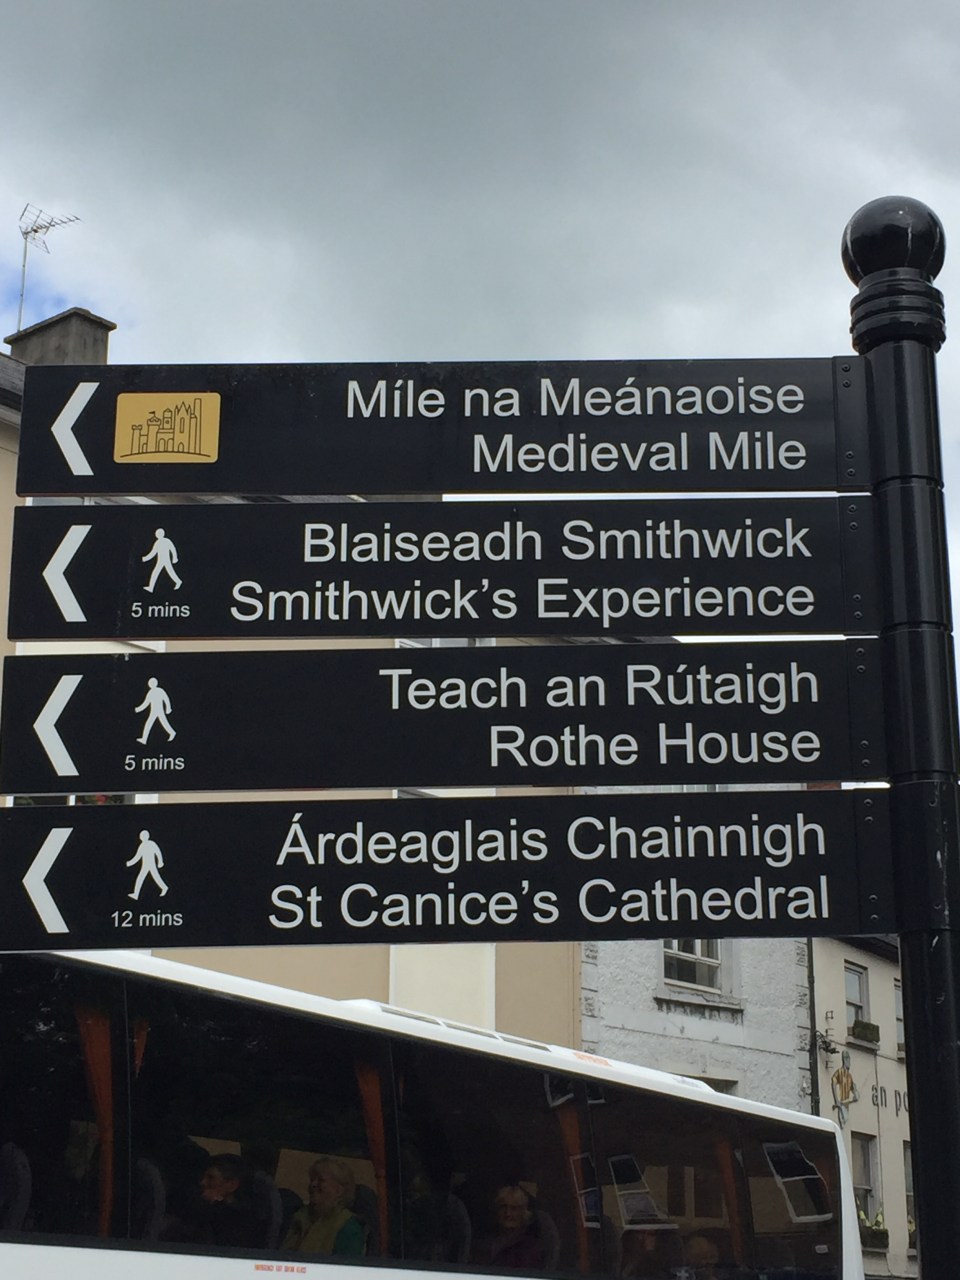 Míle na Meánaoise
Medieval Mile
Blaiseadh Smithwick
Smithwick's Experience
5 mins
Teach an Rútaigh
Rothe House
5 mins
Árdeaglais Chainnigh
St Canice's Cathedral
12 mins
an